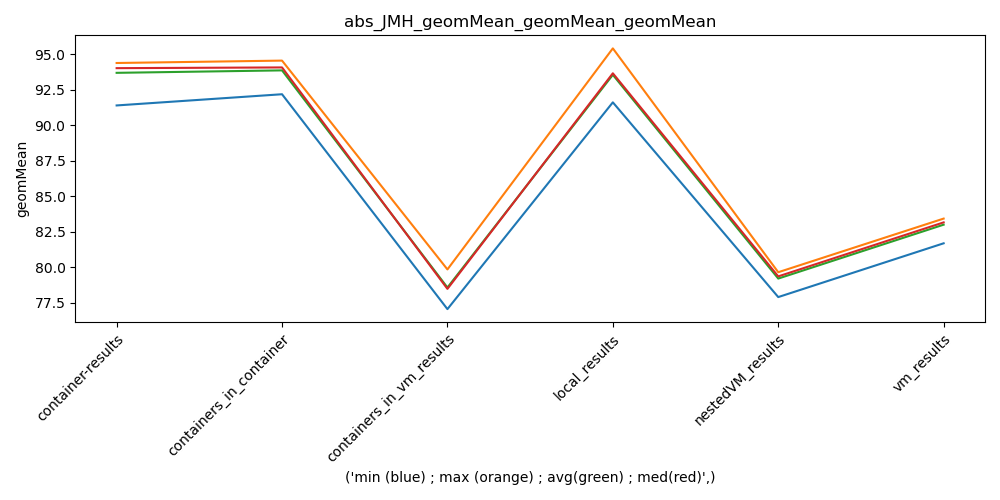 abs_JMH_geomMean_geomMean_geomMean
geomMean
95.0
92.5
90.0
87.5
85.0
82.5
80.0
77.5
container-results
containers_in_container
containers_in_vm_results
local_results
nestedVM_results
vm_results
('min (blue) ; max (orange) ; avg(green) ; med(red)',)